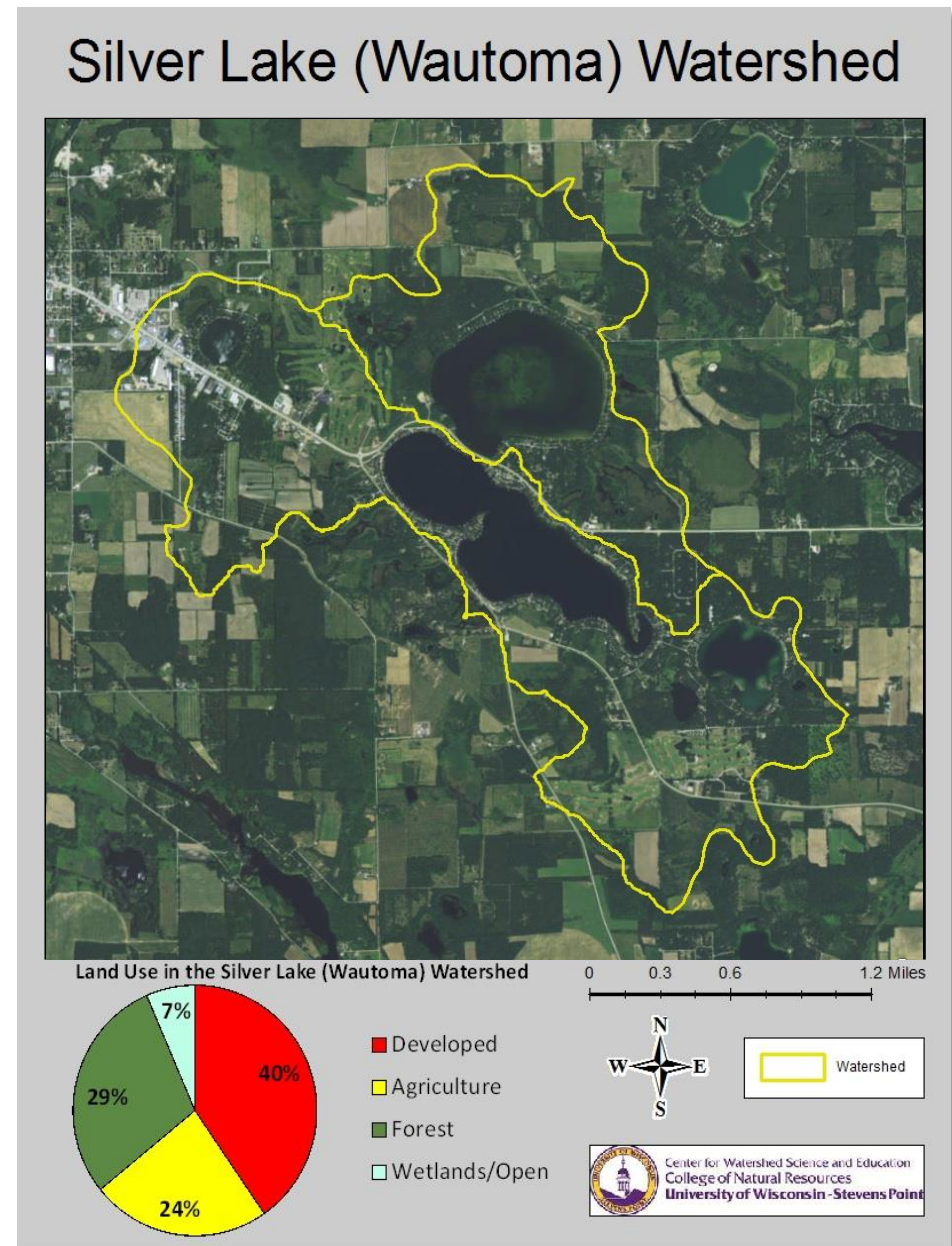 Silver Lake (Wautoma) Watershed
Land Use in the Silver Lake (Wautoma) Watershed
7%
40%
29%
24%
Developed
Agriculture
Forest
Wetlands/Open
0 0.3 0.6 1.2 Miles
N
W E
S
Watershed
Center for Watershed Science and Education
College of Natural Resources
University of Wisconsin - Stevens Point